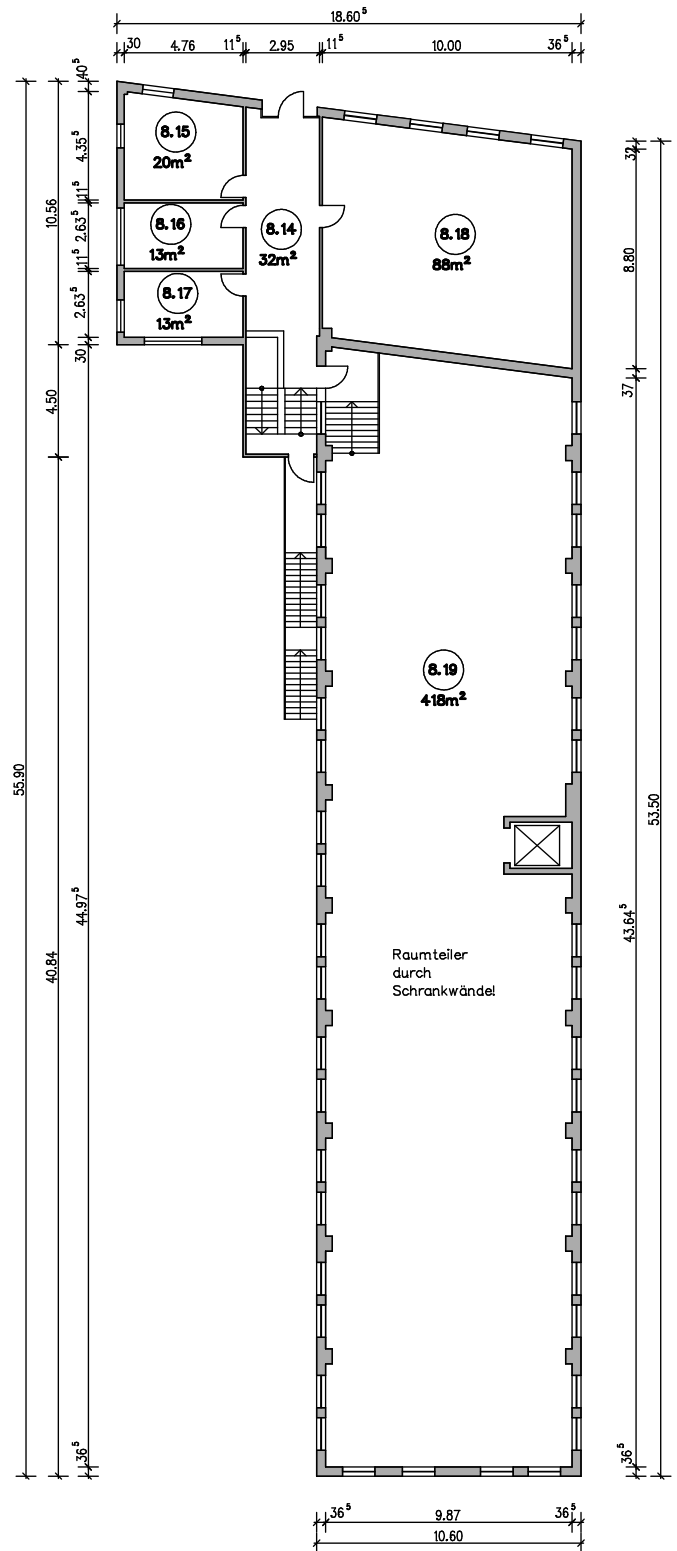 18.60⁵
30 4.76 11⁵ 2.95 11⁵ 10.00 36⁵
40⁵
4.35⁵
11⁵
2.63⁵
11⁵
2.63⁵
30
10.56
4.50
55.90
44.97⁵
40.84
36⁵
8.15
20m²
8.16
13m²
8.17
13m²
8.14
32m²
8.18
88m²
32
8.80
37
53.50
43.64⁵
36⁵
8.19
418m²
Raumteiler
durch
Schrankwände!
36⁵ 9.87 36⁵
10.60